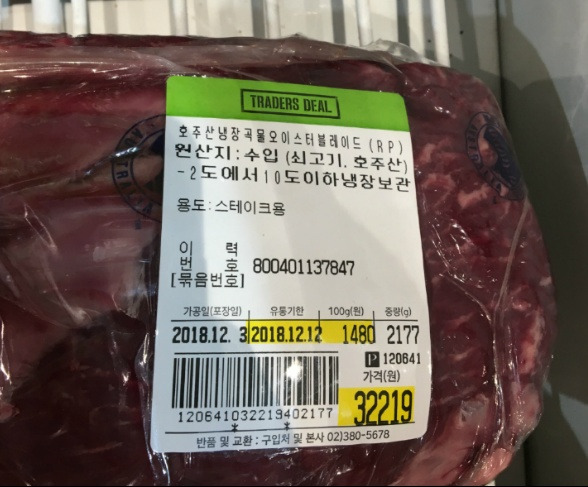 TRADERS DEAL
호주산냉장곡물오이스터블레이드(RP)
원산지:수입(쇠고기.호주산)
-2도에서10도이하냉장보관
용도:스테이크용
이 력
번 호 800401137847
[묶음번호]
가공일(포장일) 유통기한 100g(원) 중량(g)
2018.12. 3 2018.12.12 1480 2177
P 120641
가격(원)
32219
120641032219402177
반품 및 교환 : 구입처 및 본사 02)380-5678